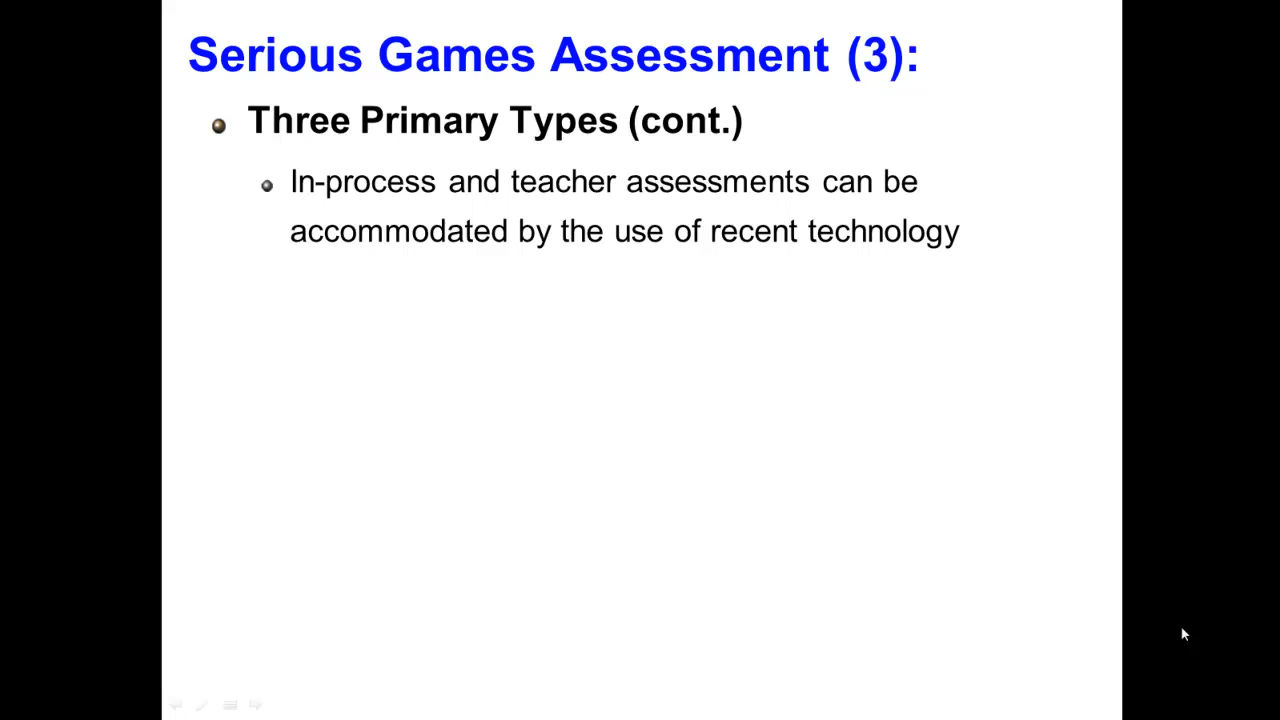 Serious Games Assessment (3):
Three Primary Types (cont.)
In-process and teacher assessments can be
accommodated by the use of recent technology